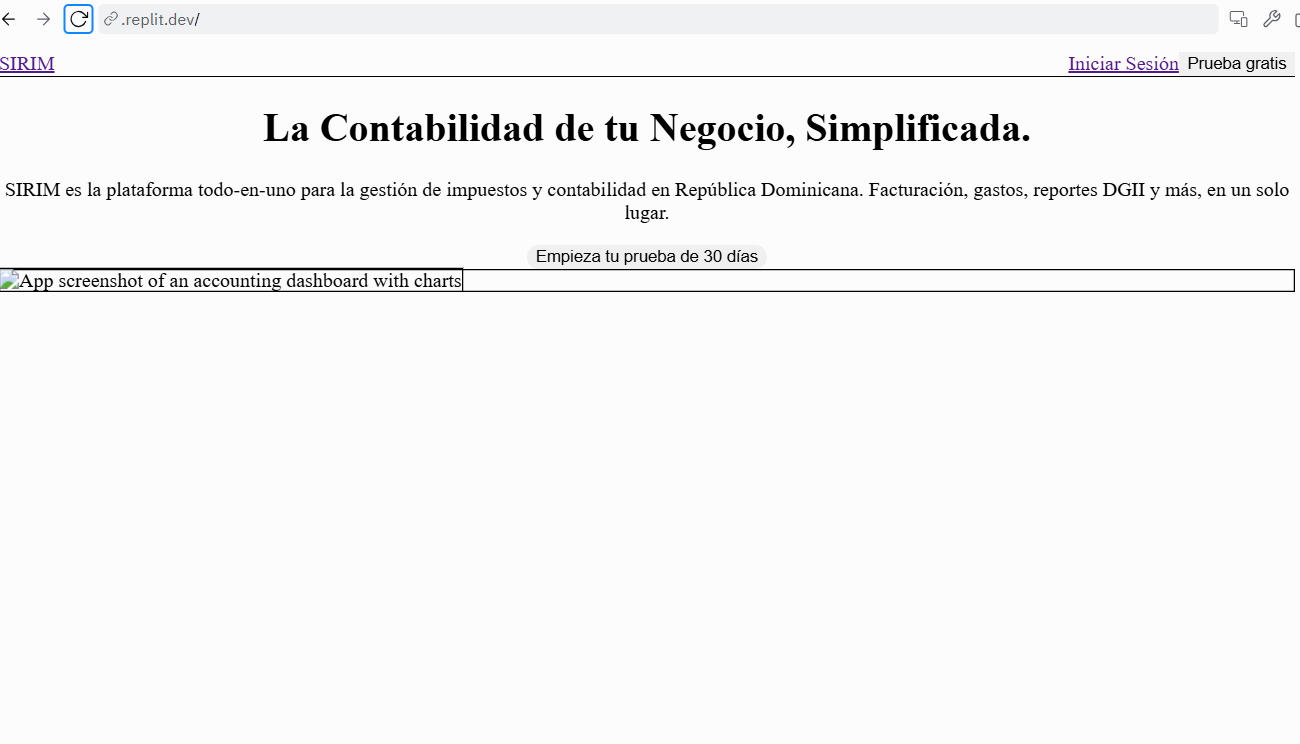 .replit.dev/
SIRIM
Iniciar Sesión Prueba gratis
La Contabilidad de tu Negocio, Simplificada.
SIRIM es la plataforma todo-en-uno para la gestión de impuestos y contabilidad en República Dominicana. Facturación, gastos, reportes DGII y más, en un solo
lugar.
Empieza tu prueba de 30 días
App screenshot of an accounting dashboard with charts